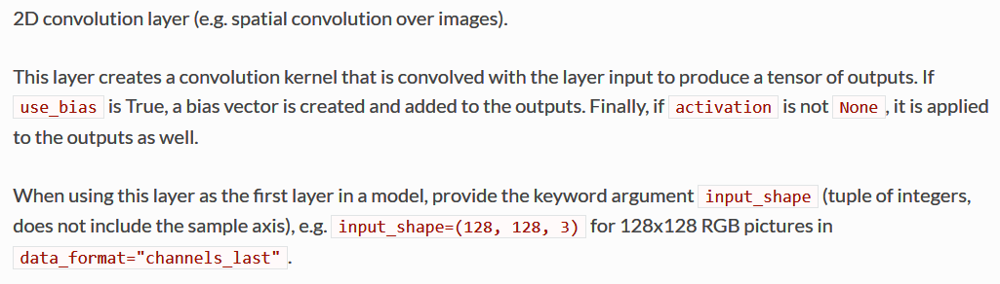 2D convolution layer (e.g. spatial convolution over images).
This layer creates a convolution kernel that is convolved with the layer input to produce a tensor of outputs. If
use_bias is True, a bias vector is created and added to the outputs. Finally, if activation is not None , it is applied
to the outputs as well.
When using this layer as the first layer in a model, provide the keyword argument input_shape (tuple of integers,
does not include the sample axis), e.g. input_shape=(128, 128, 3) for 128x128 RGB pictures in
data_format="channels_last" .